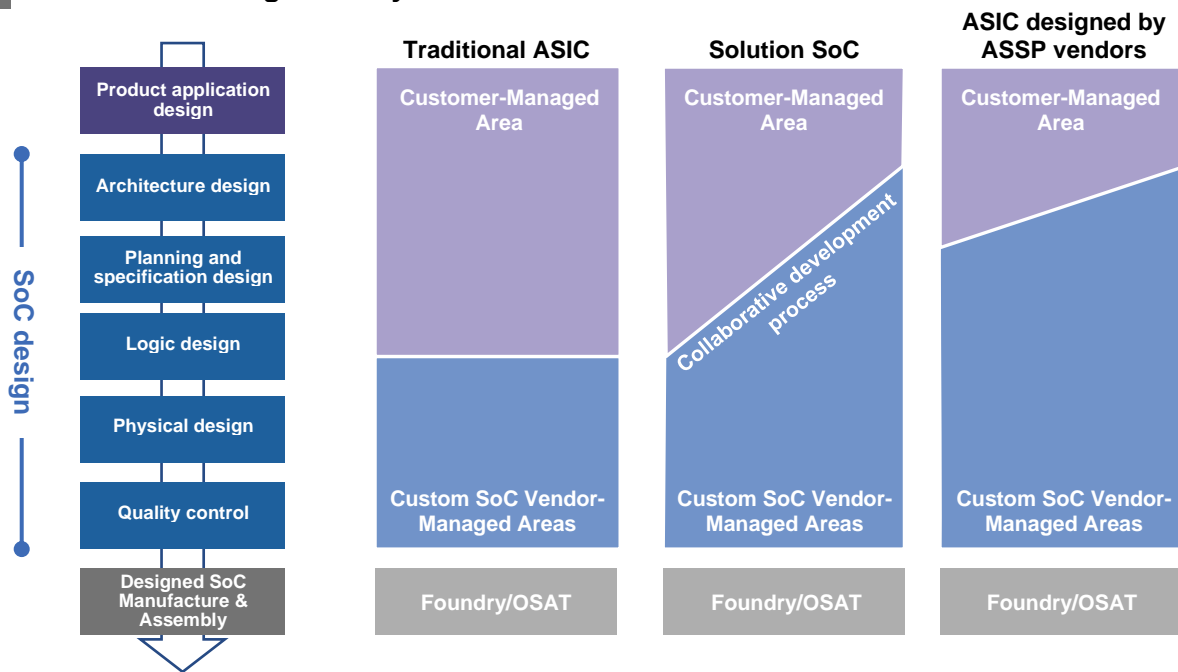 Traditional ASIC
Solution SoC
ASIC designed by
ASSP vendors
Product application
design
Architecture design
Planning and
specification design
Logic design
Physical design
Quality control
Designed SoC
Manufacture &
Assembly
SoC design
Customer-Managed
Area
Custom SoC Vendor-
Managed Areas
Foundry/OSAT
Customer-Managed
Area
Collaborative development
process
Custom SoC Vendor-
Managed Areas
Foundry/OSAT
Customer-Managed
Area
Custom SoC Vendor-
Managed Areas
Foundry/OSAT